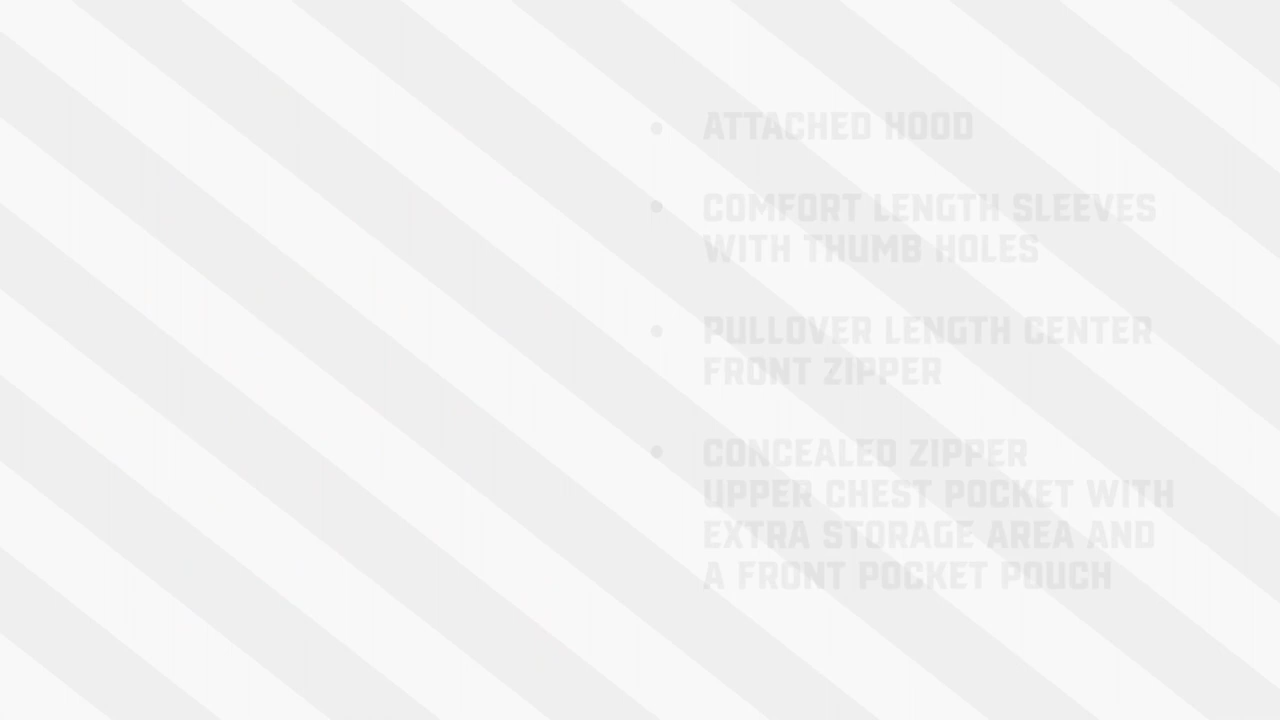 • ATTACHED HOOD
• COMFORT LENGTH SLEEVES
WITH THUMB HOLES
• PULLOVER LENGTH CENTER
FRONT ZIPPER
• CONCEALED ZIPPER
UPPER CHEST POCKET WITH
EXTRA STORAGE AREA AND
A FRONT POCKET POUCH